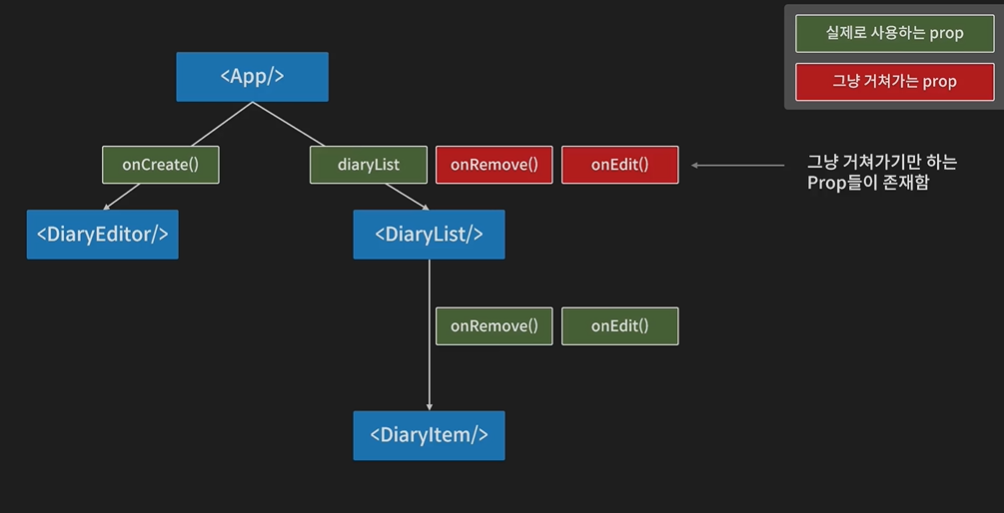 실제로 사용하는 prop
그냥 거쳐가는 prop
<App/>
onCreate()
diaryList
onRemove()
onEdit()
그냥 거쳐가기만 하는
Prop들이 존재함
<DiaryEditor/>
<DiaryList/>
onRemove()
onEdit()
<DiaryItem/>